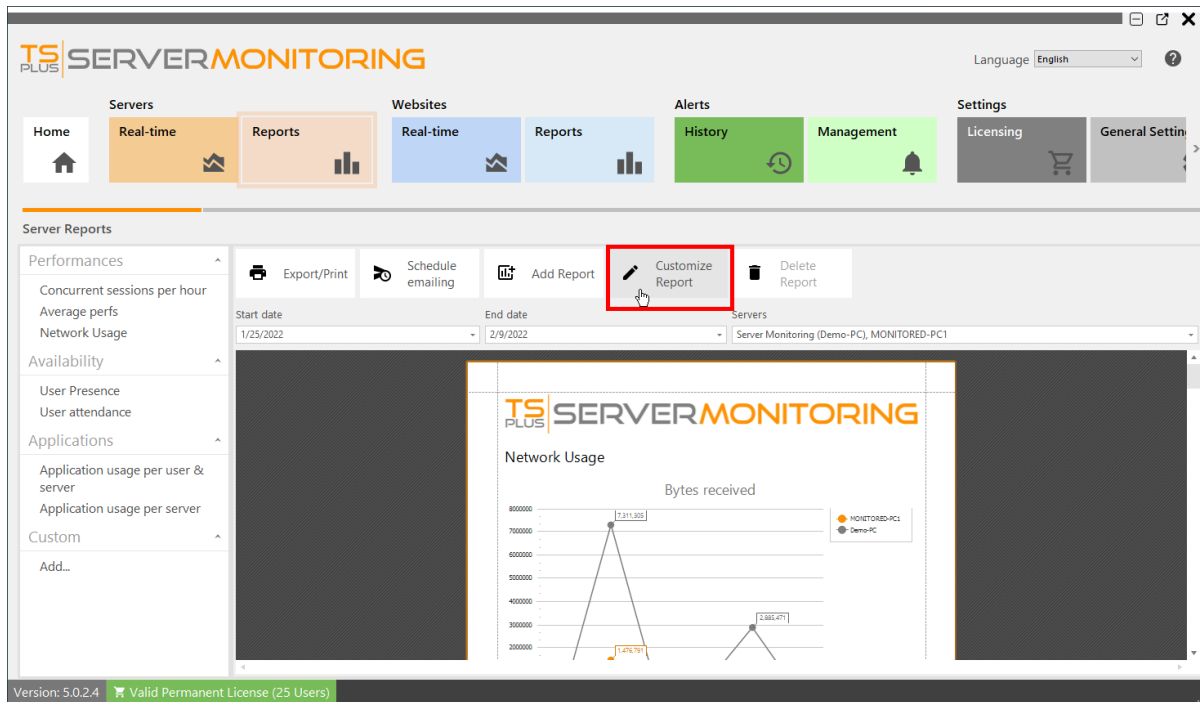 TS PLUS SERVERMONITORING
Language English
Servers
Websites
Alerts
Settings
Home
Real-time
Reports
Real-time
Reports
History
Management
Licensing
General Settin
Server Reports
Performances
Concurrent sessions per hour
Average perfs
Network Usage
Availability
User Presence
User attendance
Applications
Application usage per user &
server
Application usage per server
Custom
Add...
Export/Print
Schedule
emailing
Add Report
Customize
Report
Delete
Report
Start date
End date
Servers
1/25/2022
2/9/2022
Server Monitoring (Demo-PC), MONITORED-PC1
TS PLUS SERVERMONITORING
Network Usage
Bytes received
8000000
7000000
6000000
5000000
4000000
3000000
2000000
7,311,305
2,885,471
1,476,791
MONITORED-PC1
Demo-PC
Version: 5.0.2.4
Valid Permanent License (25 Users)